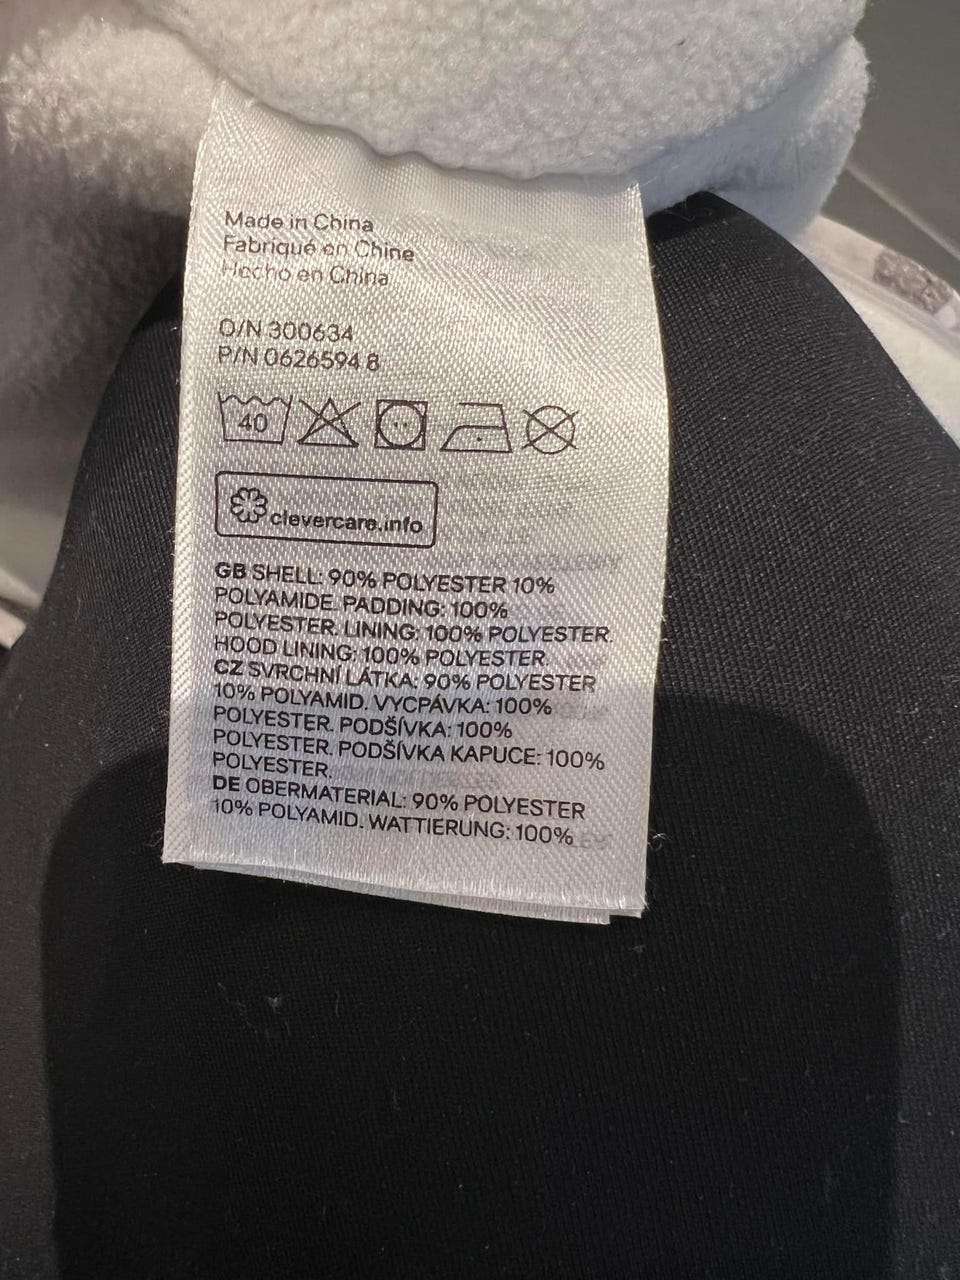 Made in China
Fabriqué en Chine
Hecho en China
O/N 300634
P/N 0626594 8
40
clevercare.info
GB SHELL: 90% POLYESTER 10%
POLYAMIDE. PADDING: 100%
POLYESTER. LINING: 100% POLYESTER.
HOOD LINING: 100% POLYESTER.
CZ SVRCHNÍ LÁTKA: 90% POLYESTER
10% POLYAMID. VYCPÁVKA: 100%
POLYESTER. PODŠÍVKA: 100%
POLYESTER. PODŠÍVKA KAPUCE: 100%
POLYESTER.
DE OBERMATERIAL: 90% POLYESTER
10% POLYAMID. WATTIERUNG: 100%